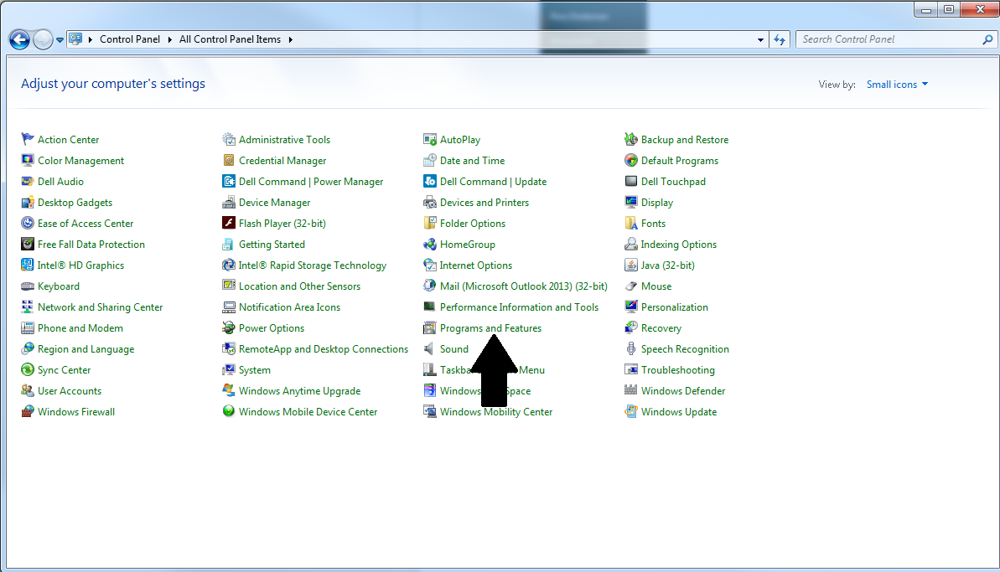 Control Panel All Control Panel Items
Search Control Panel
Adjust your computer's settings
View by: Small icons
Action Center
Administrative Tools
AutoPlay
Backup and Restore
Color Management
Credential Manager
Date and Time
Default Programs
Dell Audio
Dell Command | Power Manager
Dell Command | Update
Dell Touchpad
Desktop Gadgets
Device Manager
Devices and Printers
Display
Ease of Access Center
Flash Player (32-bit)
Folder Options
Fonts
Free Fall Data Protection
Getting Started
HomeGroup
Indexing Options
Intel® HD Graphics
Intel® Rapid Storage Technology
Internet Options
Java (32-bit)
Keyboard
Location and Other Sensors
Mail (Microsoft Outlook 2013) (32-bit)
Mouse
Network and Sharing Center
Notification Area Icons
Performance Information and Tools
Personalization
Phone and Modem
Power Options
Programs and Features
Recovery
Region and Language
RemoteApp and Desktop Connections
Sound
Speech Recognition
Sync Center
System
Menu
Troubleshooting
User Accounts
Windows Anytime Upgrade
Windows Space
Windows Defender
Windows Firewall
Windows Mobile Device Center
Windows Mobility Center
Windows Update